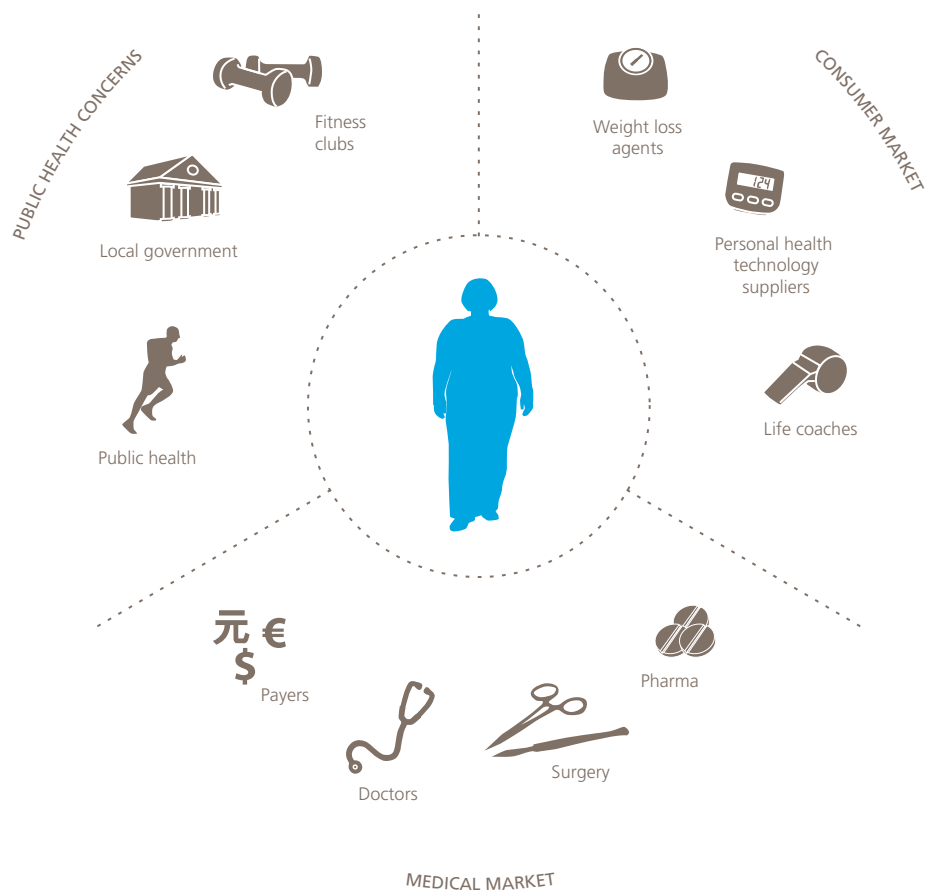 PUBLIC HEALTH CONCERNS
Fitness
clubs
Local government
Public health
CONSUMER MARKET
Weight loss
agents
124
Personal health
technology
suppliers
Life coaches
元 €
$
Payers
Doctors
Surgery
Pharma
MEDICAL MARKET